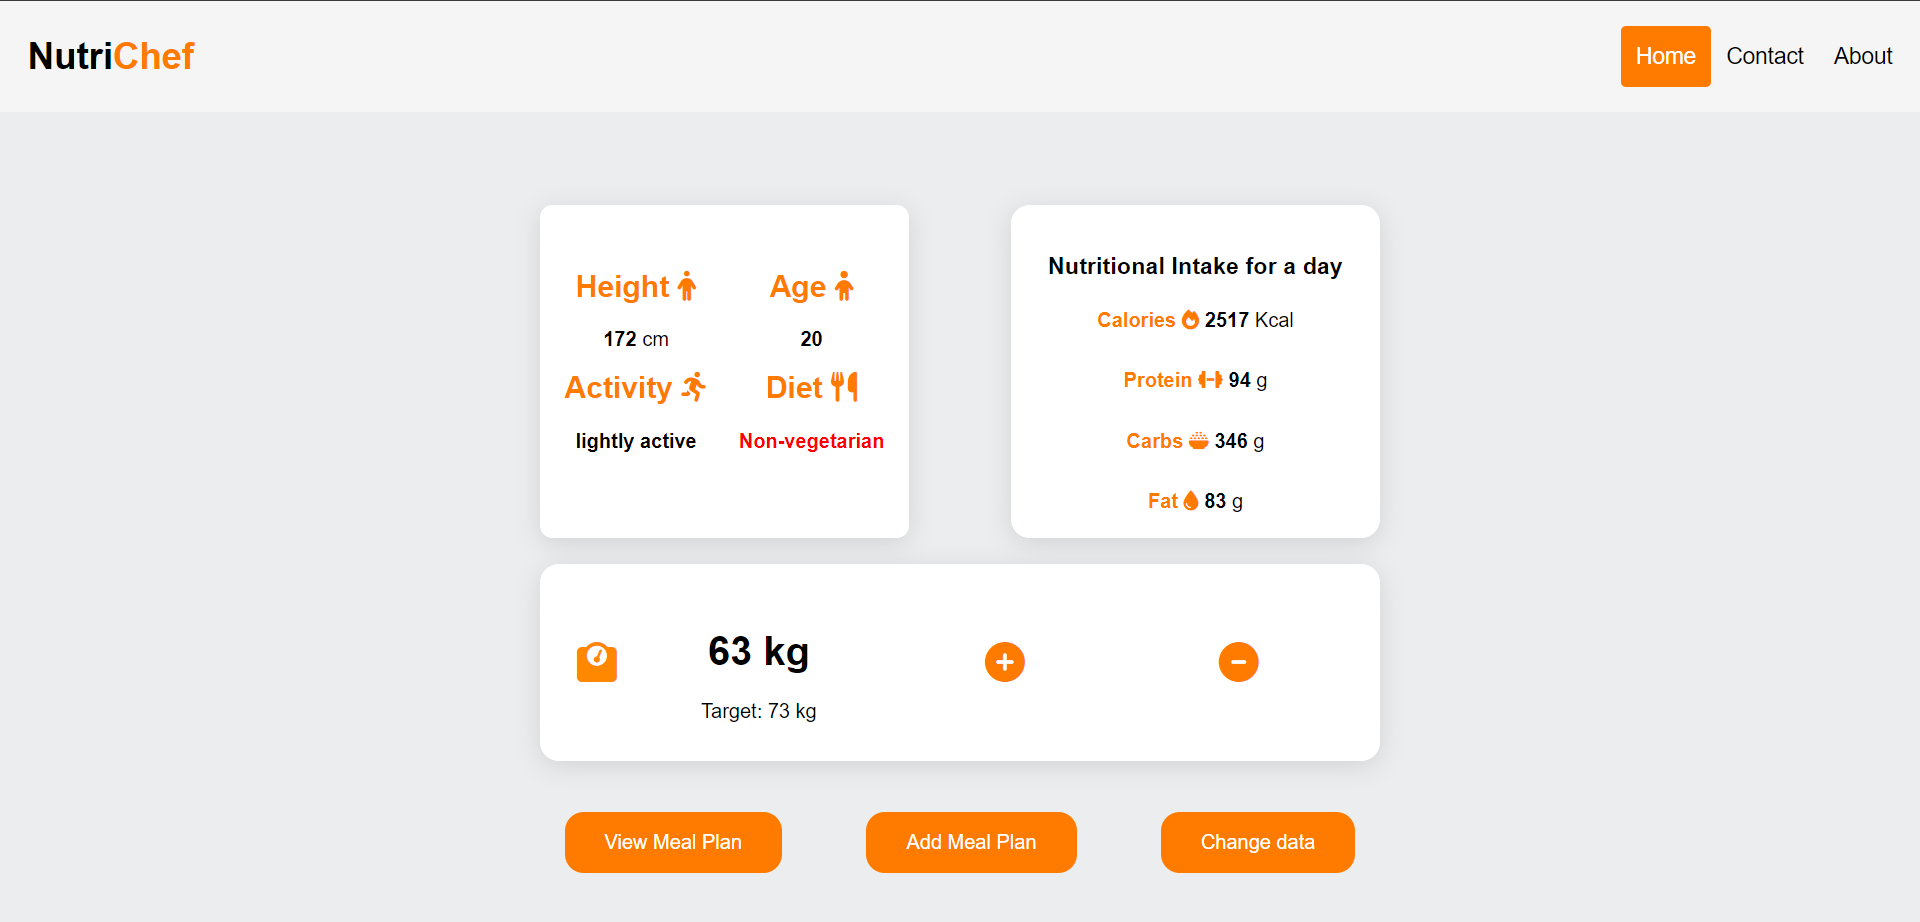 NutriChef
Home Contact About
Height Age
172 cm 20
Activity Diet
lightly active Non-vegetarian
Nutritional Intake for a day
Calories 2517 Kcal
Protein 94 g
Carbs 346 g
Fat 83 g
63 kg
Target: 73 kg
View Meal Plan Add Meal Plan Change data